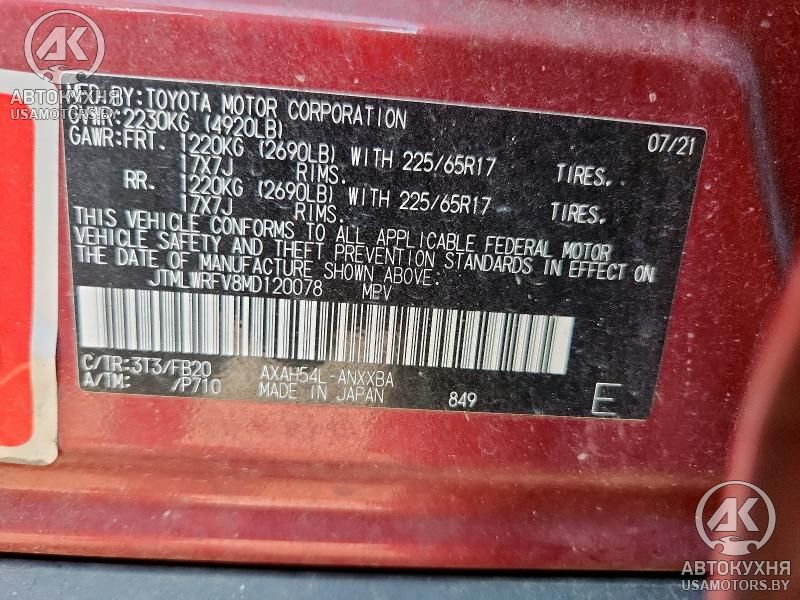 AK
АВТОКУХНЯ
USAMOTORS.BY
MFD BY: TOYOTA MOTOR CORPORATION 07/21
GVWR: 2230KG (4920LB)
GAWR: FRT. 1220KG (2690LB) WITH 225/65R17 TIRES,
17X7J RIMS.
RR. 1220KG (2690LB) WITH 225/65R17 TIRES,
17X7J RIMS.
THIS VEHICLE CONFORMS TO ALL APPLICABLE FEDERAL MOTOR
VEHICLE SAFETY AND THEFT PREVENTION STANDARDS IN EFFECT ON
THE DATE OF MANUFACTURE SHOWN ABOVE.
JTMLWRFV8MD120078 MPV
C/TR: 3T3/FB20 AXAH54L-ANXXBA
A/TM: /P710 MADE IN JAPAN 849 E
AK
АВТОКУХНЯ
USAMOTORS.BY